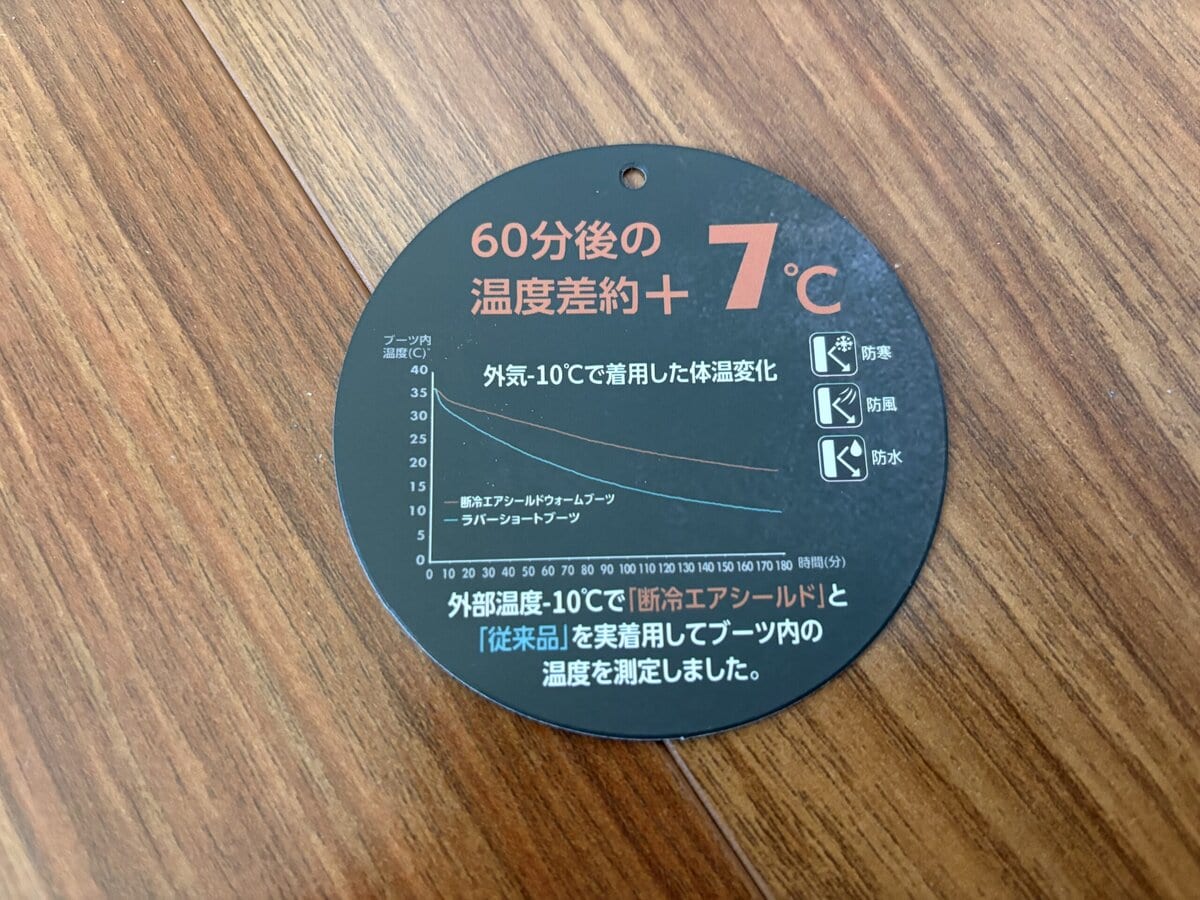 60分後の
温度差約＋7℃
ブーツ内
温度(C)°
外気-10℃で着用した体温変化
防寒
防風
防水
40
35
30
25
20
15
10
5
0
断冷エアシールドウォームブーツ
ラバーショートブーツ
0 10 20 30 40 50 60 70 80 90 100 110 120 130 140 150 160 170 180 時間(分)
外部温度-10℃で「断冷エアシールド」と
「従来品」を実着用してブーツ内の
温度を測定しました。